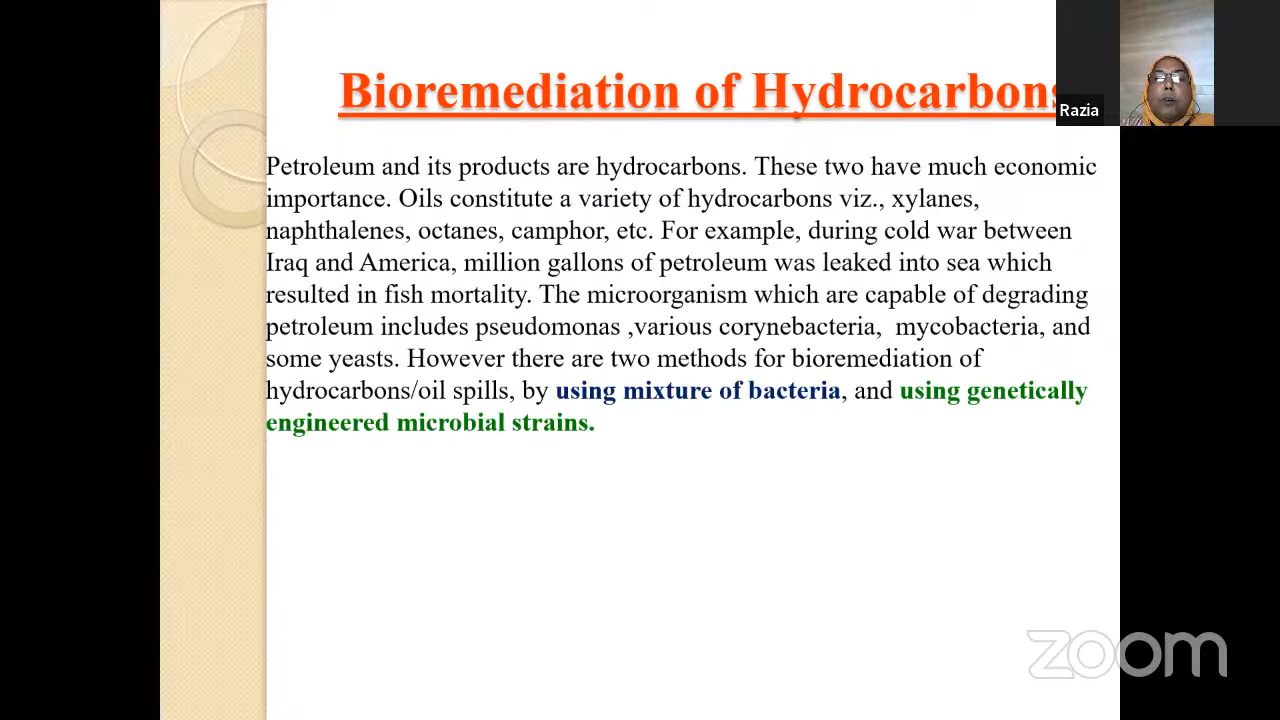 Bioremediation of Hydrocarbons
Razia
Petroleum and its products are hydrocarbons. These two have much economic
importance. Oils constitute a variety of hydrocarbons viz., xylanes,
naphthalenes, octanes, camphor, etc. For example, during cold war between
Iraq and America, million gallons of petroleum was leaked into sea which
resulted in fish mortality. The microorganism which are capable of degrading
petroleum includes pseudomonas ,various corynebacteria,  mycobacteria, and
some yeasts. However there are two methods for bioremediation of
hydrocarbons/oil spills, by using mixture of bacteria, and using genetically
engineered microbial strains.
zoom